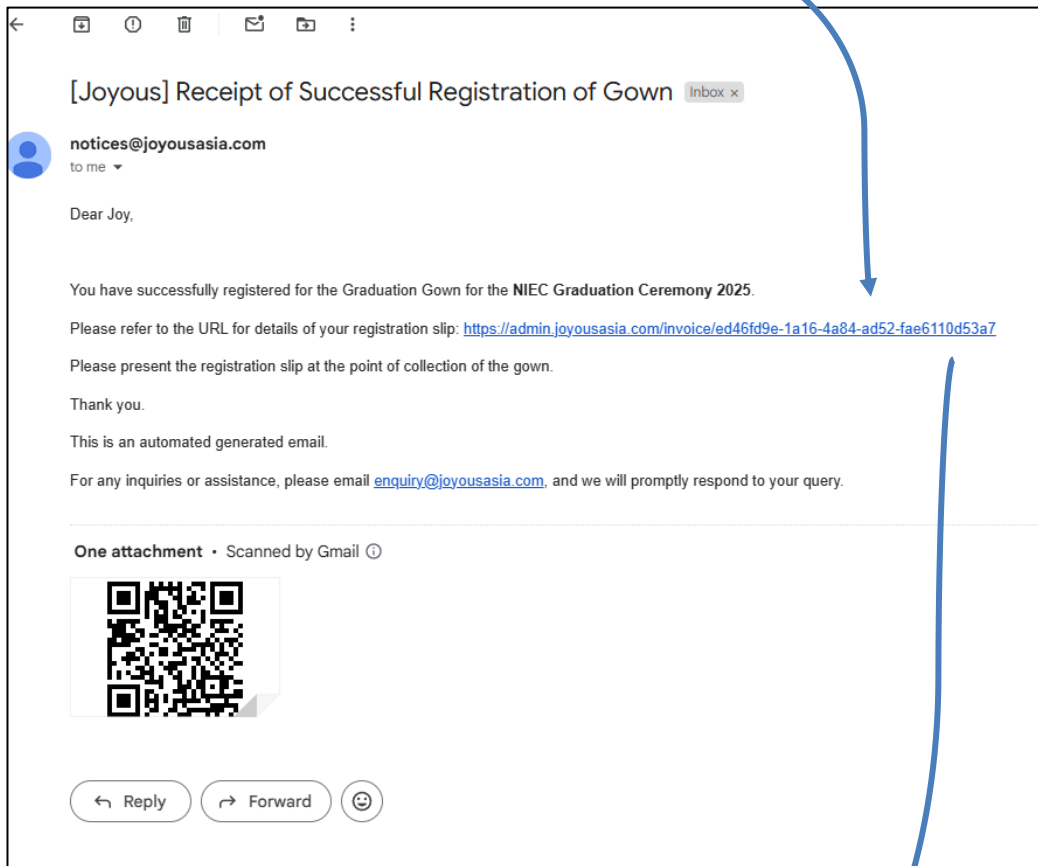 [Joyous] Receipt of Successful Registration of Gown Inbox x
notices@joyousasia.com
to me
Dear Joy,
You have successfully registered for the Graduation Gown for the NIEC Graduation Ceremony 2025.
Please refer to the URL for details of your registration slip: https://admin.joyousasia.com/invoice/ed46fd9e-1a16-4a84-ad52-fae6110d53a7
Please present the registration slip at the point of collection of the gown.
Thank you.
This is an automated generated email.
For any inquiries or assistance, please email enquiry@joyousasia.com, and we will promptly respond to your query.
One attachment • Scanned by Gmail
Reply Forward